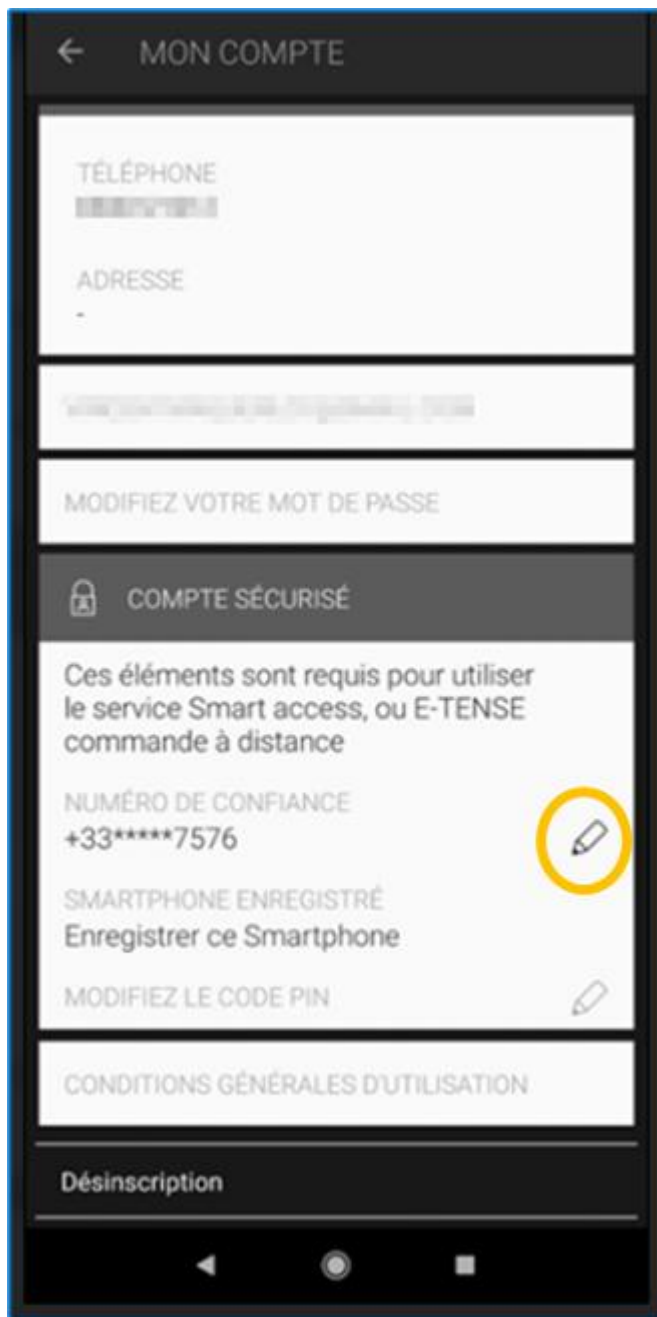 MON COMPTE
TÉLÉPHONE
ADRESSE
-
MODIFIEZ VOTRE MOT DE PASSE
COMPTE SÉCURISÉ
Ces éléments sont requis pour utiliser
le service Smart access, ou E-TENSE
commande à distance
NUMÉRO DE CONFIANCE
+33*****7576
SMARTPHONE ENREGISTRÉ
Enregistrer ce Smartphone
MODIFIEZ LE CODE PIN
CONDITIONS GÉNÉRALES D'UTILISATION
Désinscription